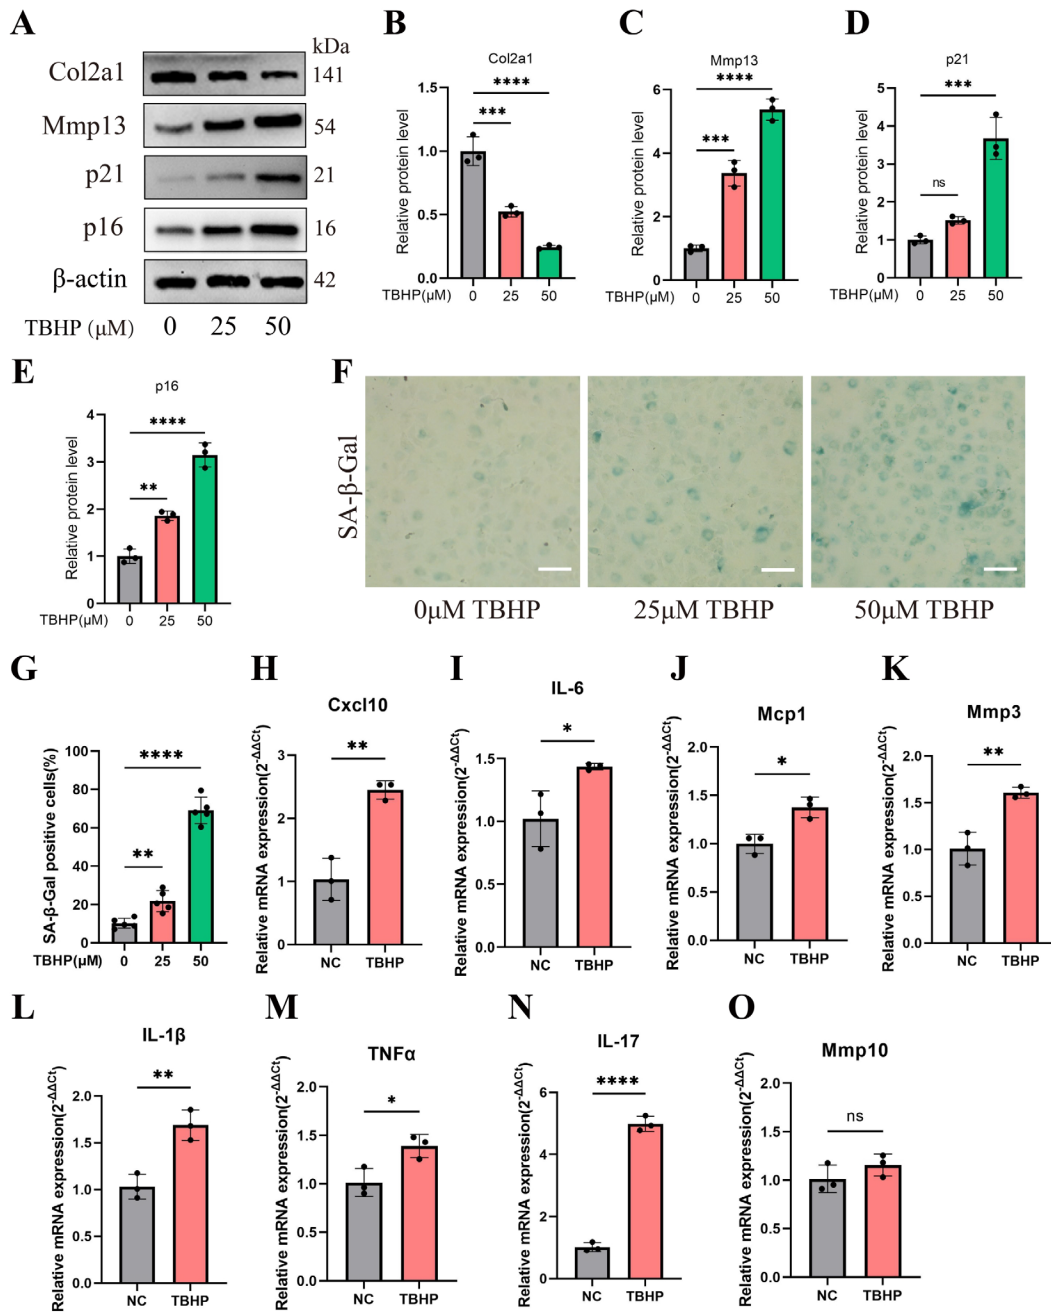 A
kDa
Col2a1 141
Mmp13 54
p21 21
p16 16
β-actin 42
TBHP (μM) 0 25 50
B
Col2a1
Relative protein level
1.5
1.0
0.5
0.0
****
***
TBHP(μM) 0 25 50
C
Mmp13
Relative protein level
6
4
2
0
****
***
TBHP(μM) 0 25 50
D
p21
Relative protein level
5
4
3
2
1
0
***
ns
TBHP(μM) 0 25 50
E
p16
Relative protein level
4
3
2
1
0
****
**
TBHP(μM) 0 25 50
F
SA-β-Gal
0μM TBHP 25μM TBHP 50μM TBHP
G
SA-β-Gal positive cells(%)
100
80
60
40
20
0
****
**
TBHP(μM) 0 25 50
H
Cxcl10
Relative mRNA expression(2^-ΔΔCt)
3
2
1
0
**
NC TBHP
I
IL-6
Relative mRNA expression(2^-ΔΔCt)
1.5
1.0
0.5
0.0
*
NC TBHP
J
Mcp1
Relative mRNA expression(2^-ΔΔCt)
2.0
1.5
1.0
0.5
0.0
*
NC TBHP
K
Mmp3
Relative mRNA expression(2^-ΔΔCt)
2.0
1.5
1.0
0.5
0.0
**
NC TBHP
L
IL-1β
Relative mRNA expression(2^-ΔΔCt)
2.0
1.5
1.0
0.5
0.0
**
NC TBHP
M
TNFα
Relative mRNA expression(2^-ΔΔCt)
2.0
1.5
1.0
0.5
0.0
*
NC TBHP
N
IL-17
Relative mRNA expression(2^-ΔΔCt)
6
4
2
0
****
NC TBHP
O
Mmp10
Relative mRNA expression(2^-ΔΔCt)
2.0
1.5
1.0
0.5
0.0
ns
NC TBHP